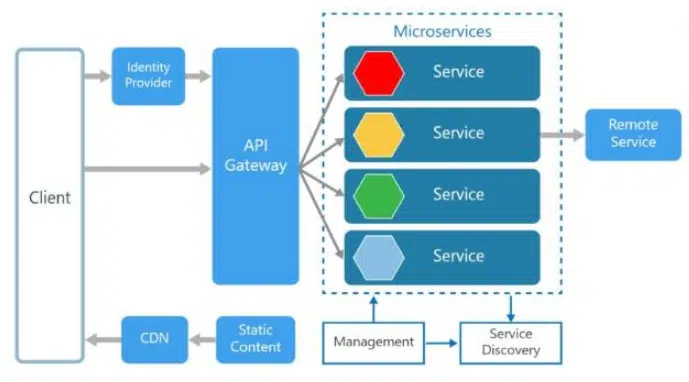 Microservices
Identity
Provider
Service
API
Gateway
Service
Remote
Service
Client
Service
Service
CDN
Static
Content
Management
Service
Discovery